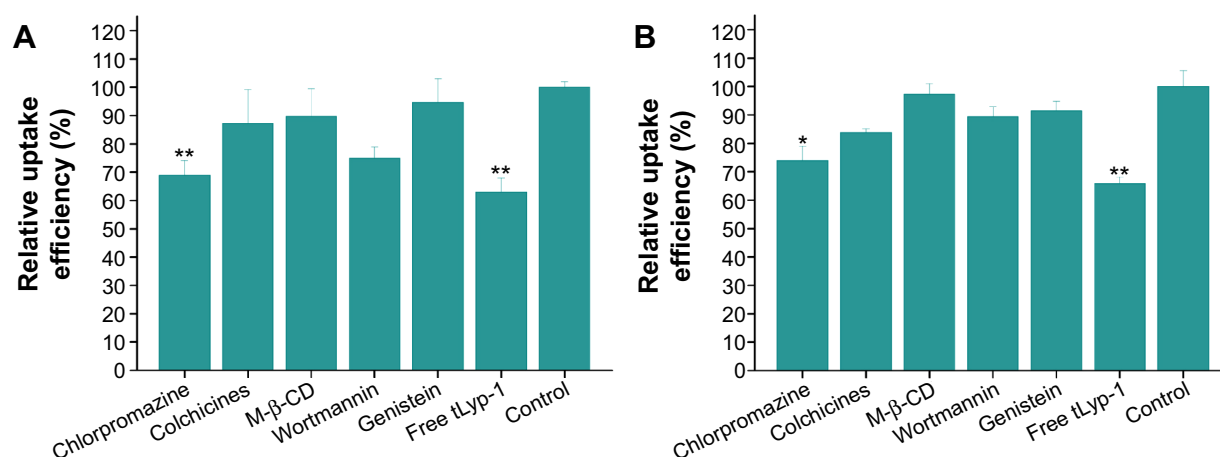 A
Relative uptake
efficiency (%)
120
110
100
90
80
70
60
50
40
30
20
10
0
**
**
Chlorpromazine
Colchicines
M-β-CD
Wortmannin
Genistein
Free tLyp-1
Control
B
Relative uptake
efficiency (%)
120
110
100
90
80
70
60
50
40
30
20
10
0
*
**
Chlorpromazine
Colchicines
M-β-CD
Wortmannin
Genistein
Free tLyp-1
Control